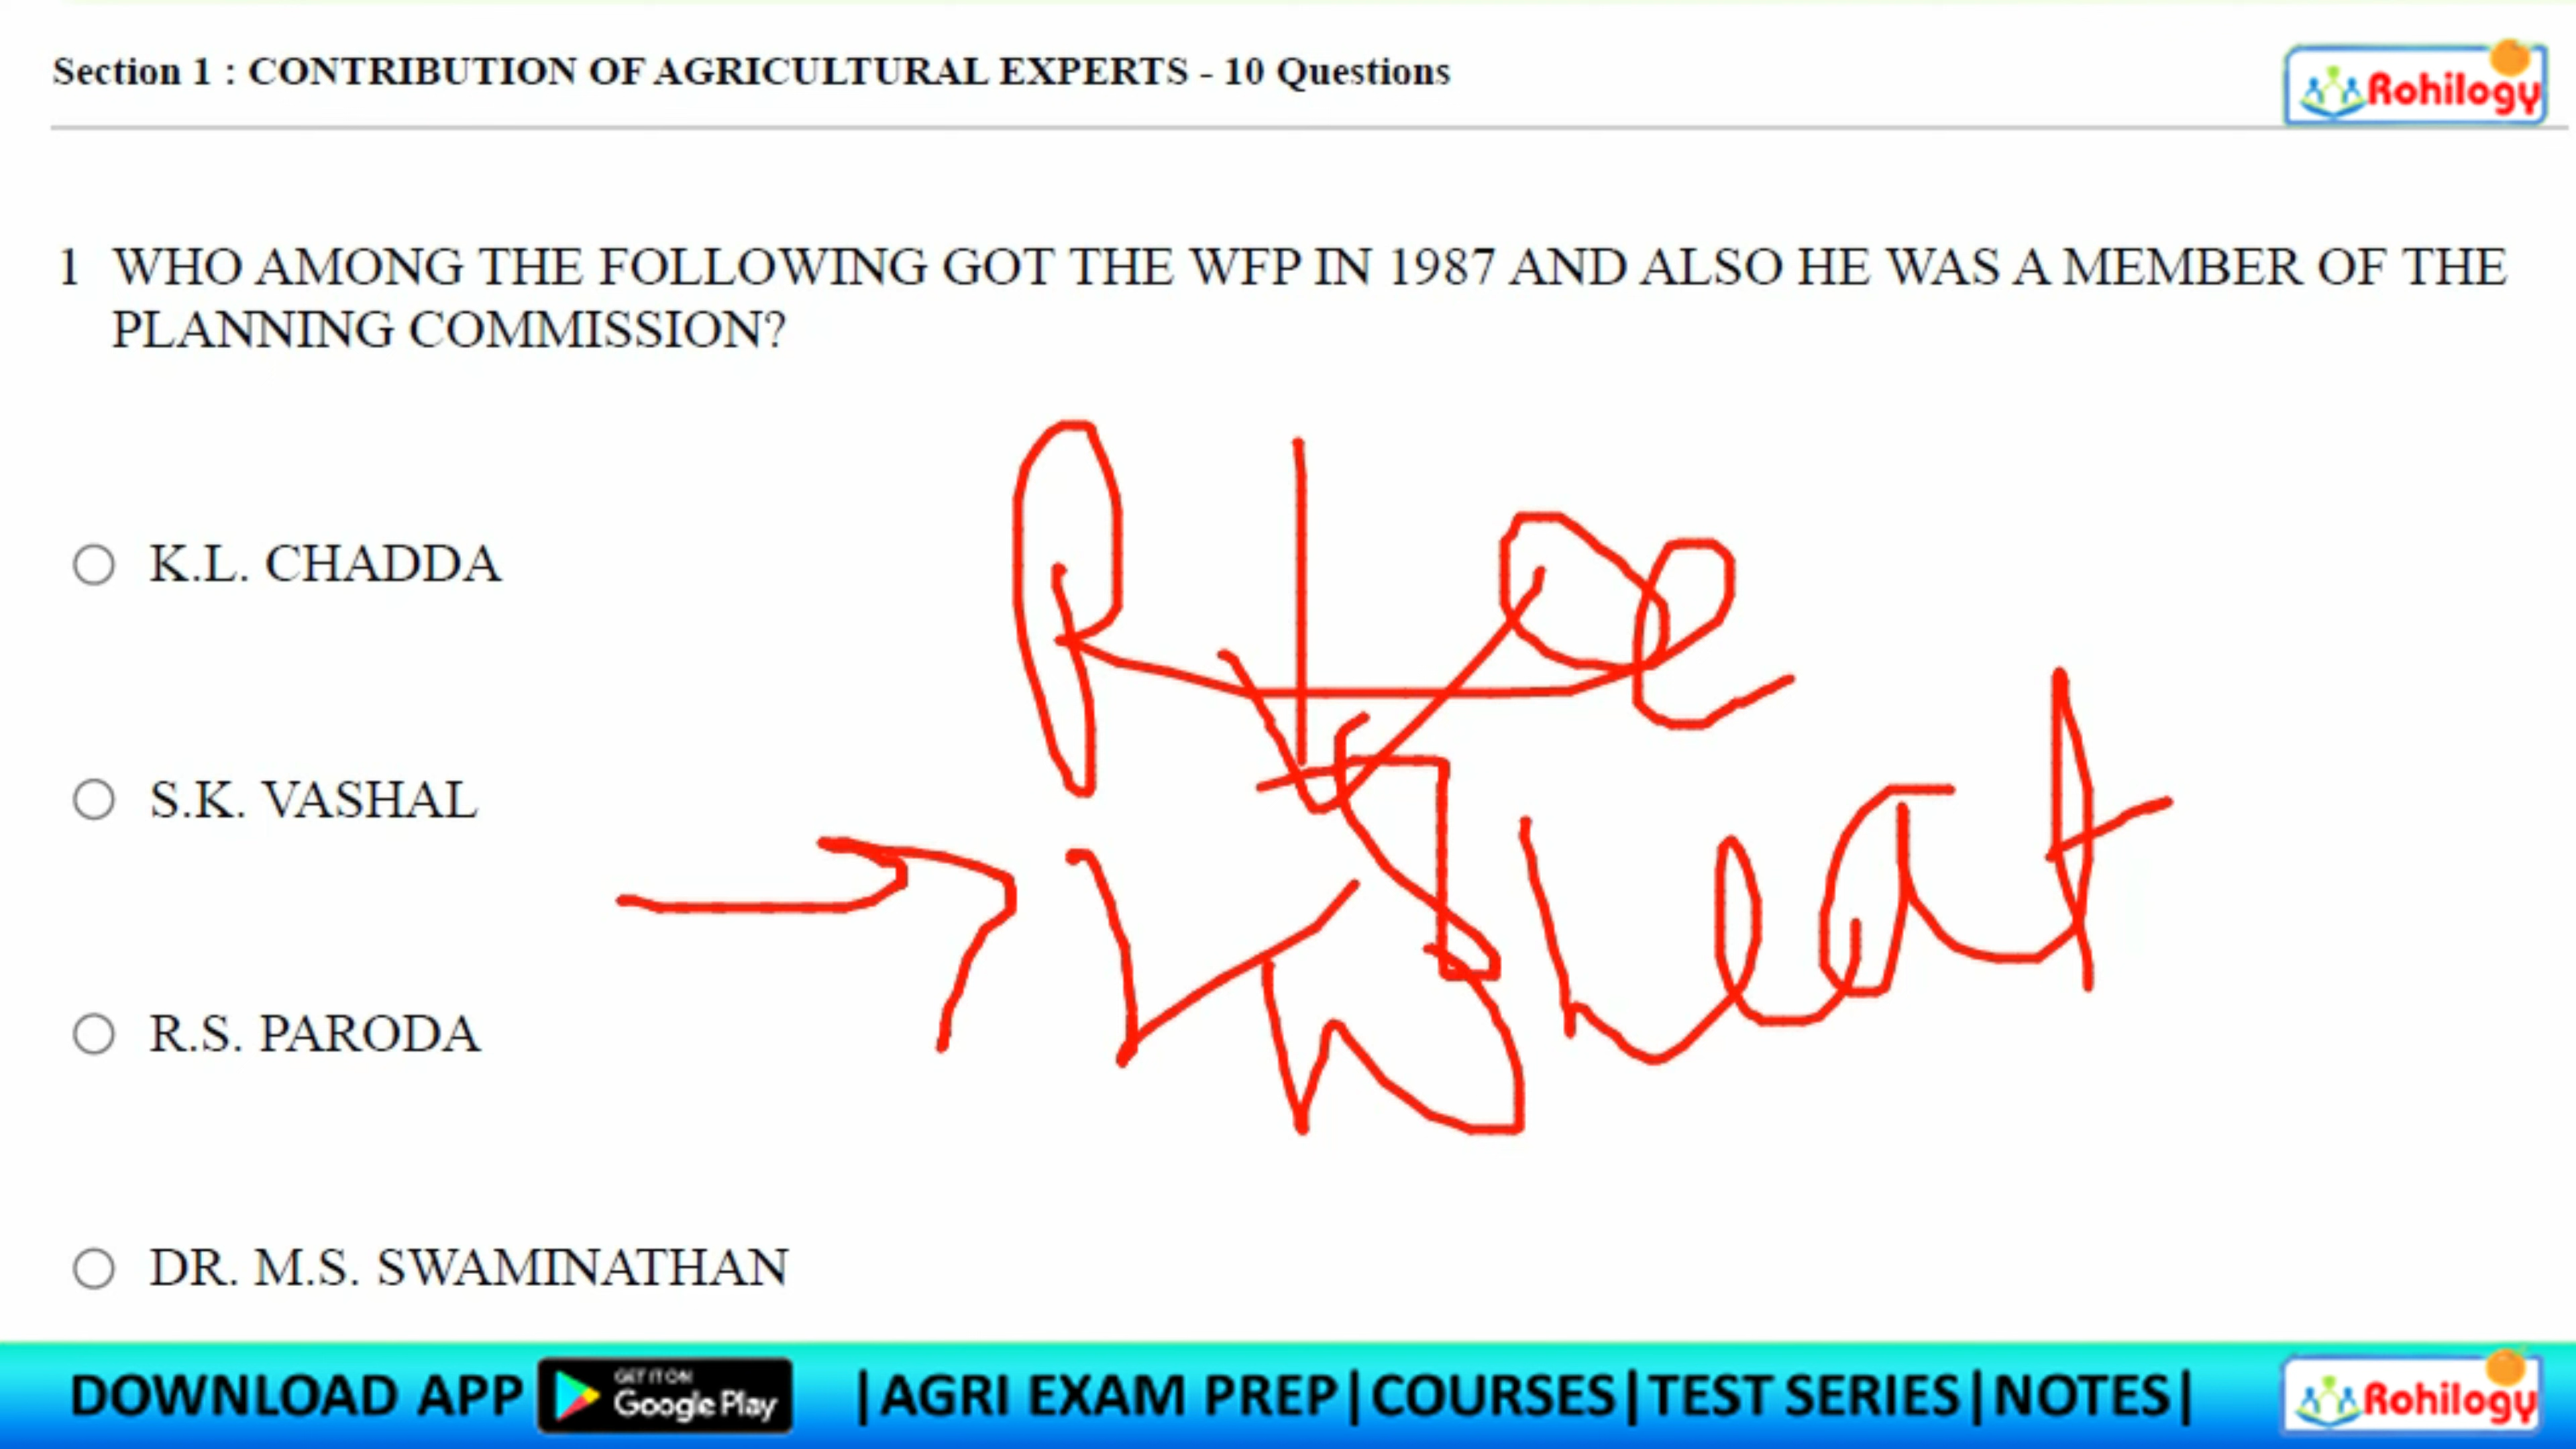 Section 1 : CONTRIBUTION OF AGRICULTURAL EXPERTS - 10 Questions
Rohilogy
1 WHO AMONG THE FOLLOWING GOT THE WFP IN 1987 AND ALSO HE WAS A MEMBER OF THE
PLANNING COMMISSION?
K.L. CHADDA
S.K. VASHAL
R.S. PARODA
DR. M.S. SWAMINATHAN
DOWNLOAD APP GET IT ON Google Play |AGRI EXAM PREP|COURSES|TEST SERIES|NOTES| Rohilogy